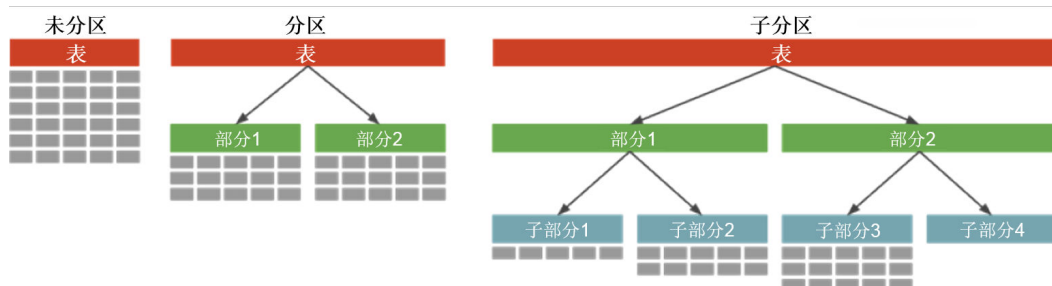 未分区
分区
子分区
表
表
表
部分1
部分2
部分1
部分2
子部分1
子部分2
子部分3
子部分4